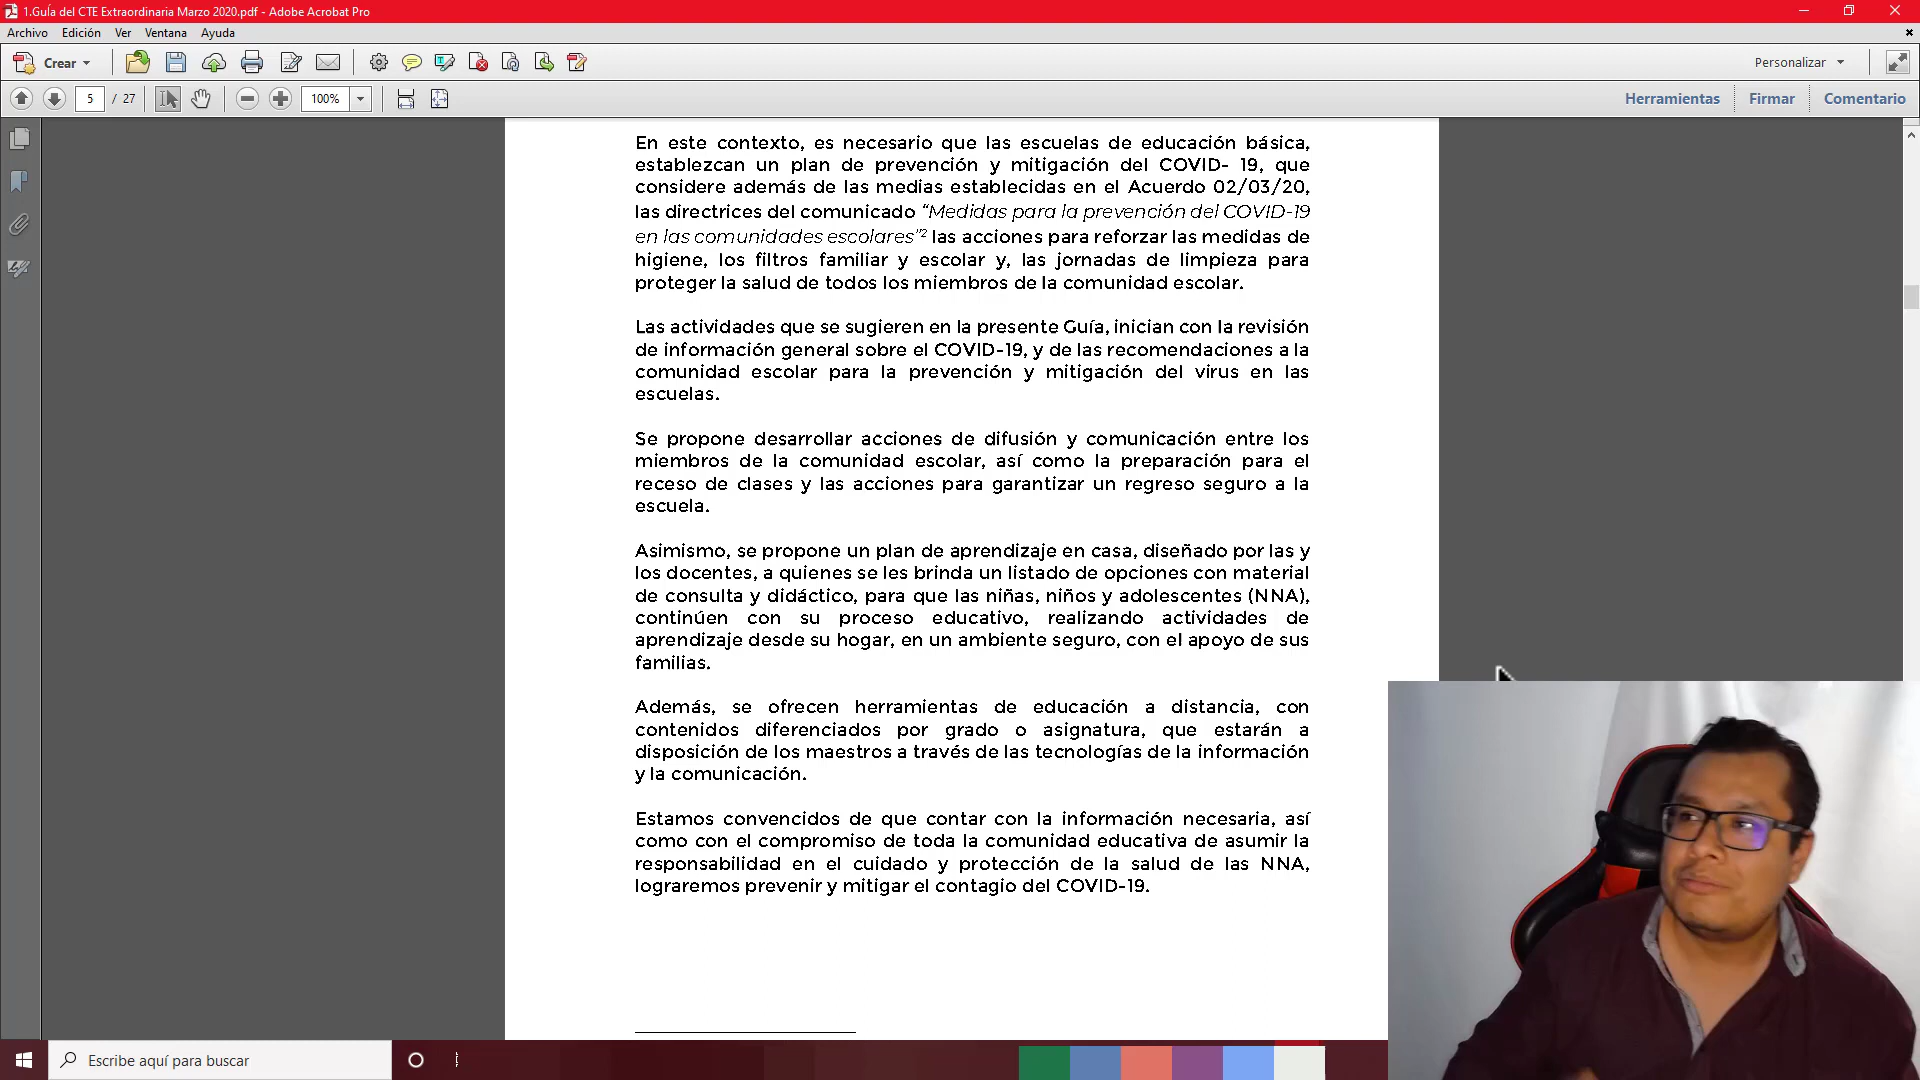 1.Guía del CTE Extraordinaria Marzo 2020.pdf - Adobe Acrobat Pro
Archivo Edición Ver Ventana Ayuda
Crear Personalizar
5 / 27 100% Herramientas Firmar Comentario
En este contexto, es necesario que las escuelas de educación básica,
establezcan un plan de prevención y mitigación del COVID- 19, que
considere además de las medias establecidas en el Acuerdo 02/03/20,
las directrices del comunicado “Medidas para la prevención del COVID-19
en las comunidades escolares”² las acciones para reforzar las medidas de
higiene, los filtros familiar y escolar y, las jornadas de limpieza para
proteger la salud de todos los miembros de la comunidad escolar.
Las actividades que se sugieren en la presente Guía, inician con la revisión
de información general sobre el COVID-19, y de las recomendaciones a la
comunidad escolar para la prevención y mitigación del virus en las
escuelas.
Se propone desarrollar acciones de difusión y comunicación entre los
miembros de la comunidad escolar, así como la preparación para el
receso de clases y las acciones para garantizar un regreso seguro a la
escuela.
Asimismo, se propone un plan de aprendizaje en casa, diseñado por las y
los docentes, a quienes se les brinda un listado de opciones con material
de consulta y didáctico, para que las niñas, niños y adolescentes (NNA),
continúen con su proceso educativo, realizando actividades de
aprendizaje desde su hogar, en un ambiente seguro, con el apoyo de sus
familias.
Además, se ofrecen herramientas de educación a distancia, con
contenidos diferenciados por grado o asignatura, que estarán a
disposición de los maestros a través de las tecnologías de la información
y la comunicación.
Estamos convencidos de que contar con la información necesaria, así
como con el compromiso de toda la comunidad educativa de asumir la
responsabilidad en el cuidado y protección de la salud de las NNA,
lograremos prevenir y mitigar el contagio del COVID-19.
Escribe aquí para buscar